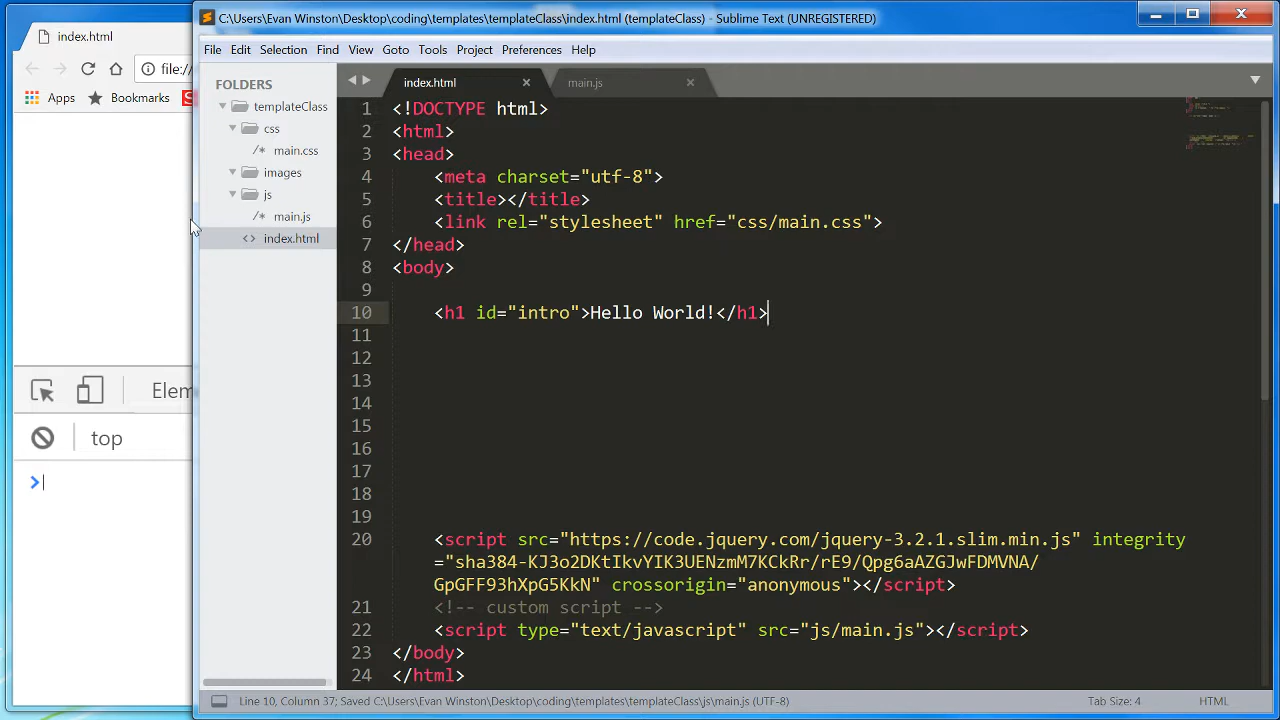 C:\Users\Evan Winston\Desktop\coding\templates\templateClass\index.html (templateClass) - Sublime Text (UNREGISTERED)
index.html
File Edit Selection Find View Goto Tools Project Preferences Help
file://
Apps Bookmarks S
Elem
top
>
FOLDERS
templateClass
css
/* main.css
images
js
/* main.js
<> index.html
index.html × main.js ×
1 <!DOCTYPE html>
2 <html>
3 <head>
4 <meta charset="utf-8">
5 <title></title>
6 <link rel="stylesheet" href="css/main.css">
7 </head>
8 <body>
9
10 <h1 id="intro">Hello World!</h1>
11
12
13
14
15
16
17
18
19
20 <script src="https://code.jquery.com/jquery-3.2.1.slim.min.js" integrity
="sha384-KJ3o2DKtIkvYIK3UENzmM7KCkRr/rE9/Qpg6aAZGJwFDMVNA/
GpGFF93hXpG5KkN" crossorigin="anonymous"></script>
21 <!-- custom script -->
22 <script type="text/javascript" src="js/main.js"></script>
23 </body>
24 </html>
Line 10, Column 37; Saved C:\Users\Evan Winston\Desktop\coding\templates\templateClass\js\main.js (UTF-8) Tab Size: 4 HTML